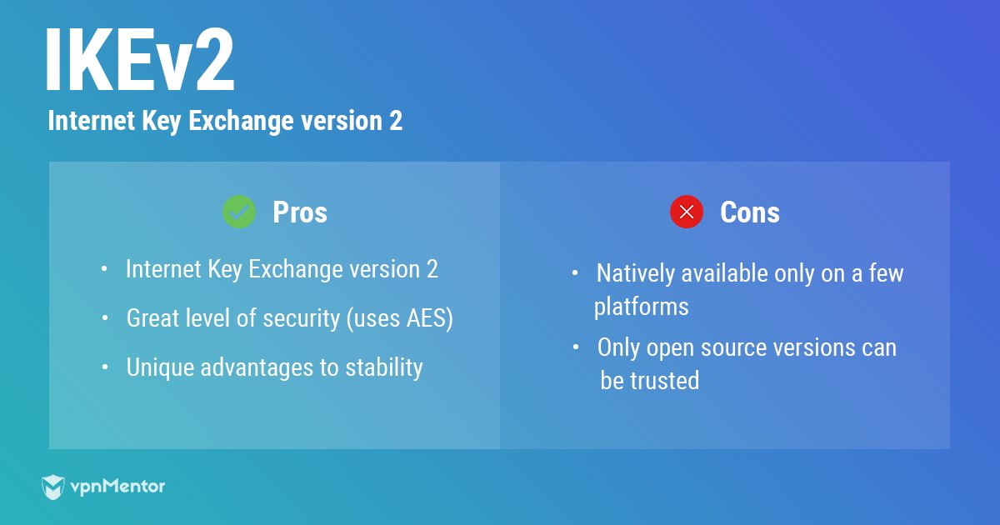 IKEv2
Internet Key Exchange version 2
Pros
• Internet Key Exchange version 2
• Great level of security (uses AES)
• Unique advantages to stability
Cons
• Natively available only on a few
platforms
• Only open source versions can
be trusted
vpnMentor